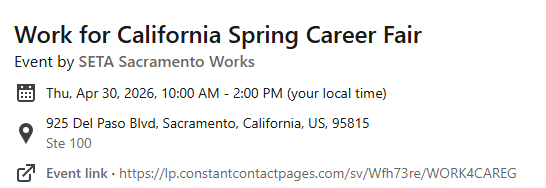 Work for California Spring Career Fair
Event by SETA Sacramento Works
Thu, Apr 30, 2026, 10:00 AM - 2:00 PM (your local time)
925 Del Paso Blvd, Sacramento, California, US, 95815
Ste 100
Event link · https://lp.constantcontactpages.com/sv/Wfh73re/WORK4CAREG